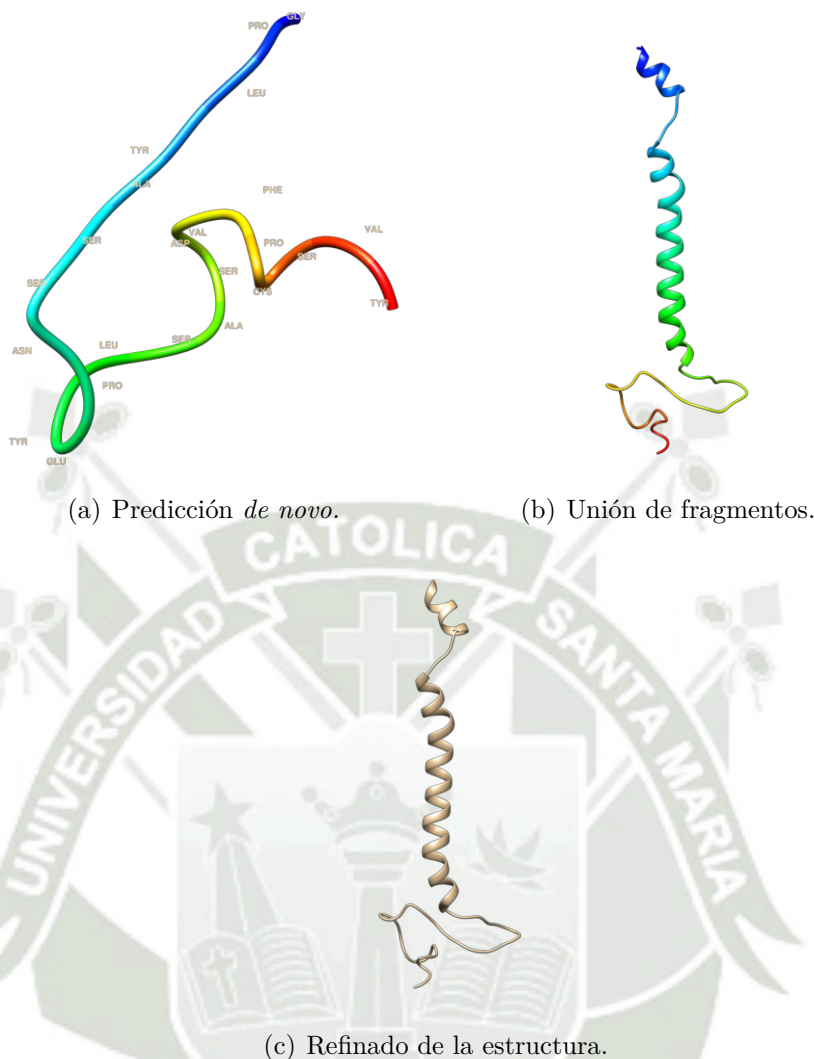 PRO GLY
LEU
TYR
ALA
PHE
SER
VAL
ASP
VAL
PRO
SER
SER
SER
CYS
TYR
ASN
LEU
SER
ALA
PRO
TYR
GLU
(a) Predicción de novo.
(b) Unión de fragmentos.
UNIVERSIDAD CATOLICA SANTA MARIA
(c) Refinado de la estructura.